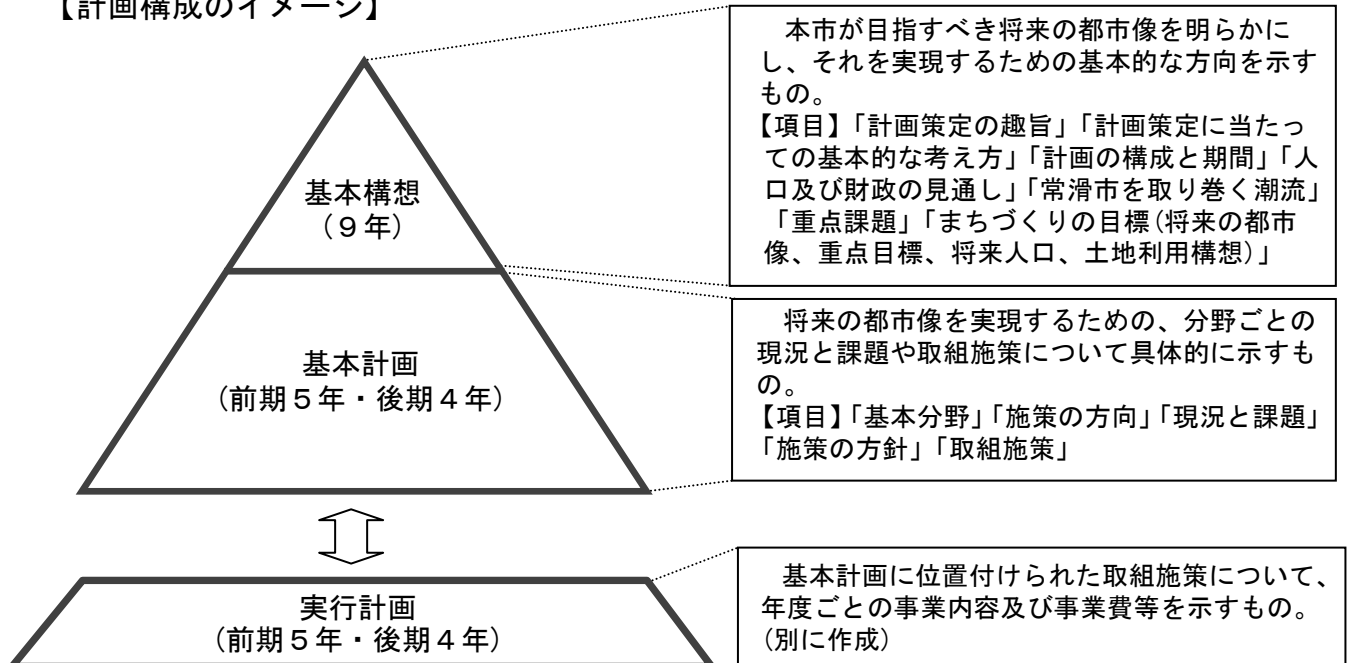 【計画構成のイメージ】
本市が目指すべき将来の都市像を明らかに
し、それを実現するための基本的な方向を示す
もの。
【項目】「計画策定の趣旨」「計画策定に当たっ
ての基本的な考え方」「計画の構成と期間」「人
口及び財政の見通し」「常滑市を取り巻く潮流」
「重点課題」「まちづくりの目標(将来の都市
像、重点目標、将来人口、土地利用構想)」
基本構想
(９年)
将来の都市像を実現するための、分野ごとの
現況と課題や取組施策について具体的に示すも
の。
【項目】「基本分野」「施策の方向」「現況と課題」
「施策の方針」「取組施策」
基本計画
(前期５年・後期４年)
基本計画に位置付けられた取組施策について、
年度ごとの事業内容及び事業費等を示すもの。
(別に作成)
実行計画
(前期５年・後期４年)